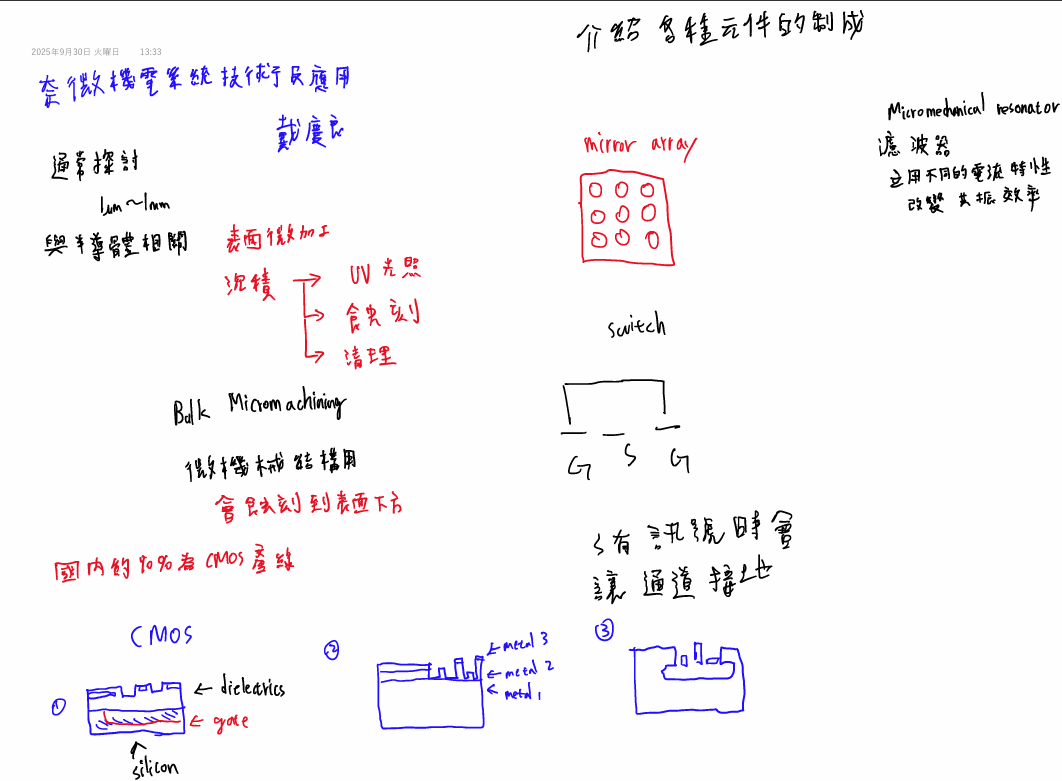 2025年9月30日 火曜日 13:33
奈微機電系統技術及應用
戴慶良
通常探討
1um~1mm
與半導體相關
表面微加工
沉積
UV光照
蝕刻
清理
Bulk Micromachining
微機械結構用
會蝕刻到表面下方
國內約90%為CMOS產線
CMOS
①
dielectrics
gate
silicon
②
metal 3
metal 2
metal 1
介紹各種元件的制成
mirror array
switch
G S G
S有訊號時會
讓通道接地
③
Micromechnical resonator
濾波器
立用不同的電流特性
改變共振效率